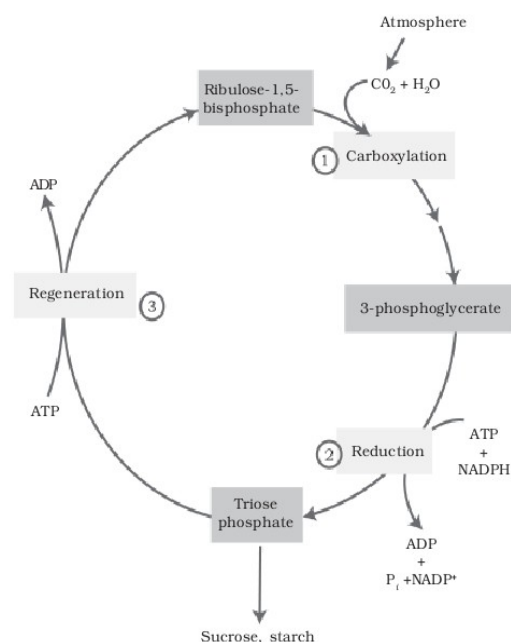 Atmosphere
CO₂ + H₂O
Ribulose-1,5-
bisphosphate
1 Carboxylation
ADP
Regeneration 3
3-phosphoglycerate
ATP
2 Reduction
ATP
+
NADPH
Triose
phosphate
ADP
+
Pᵢ +NADP⁺
Sucrose, starch